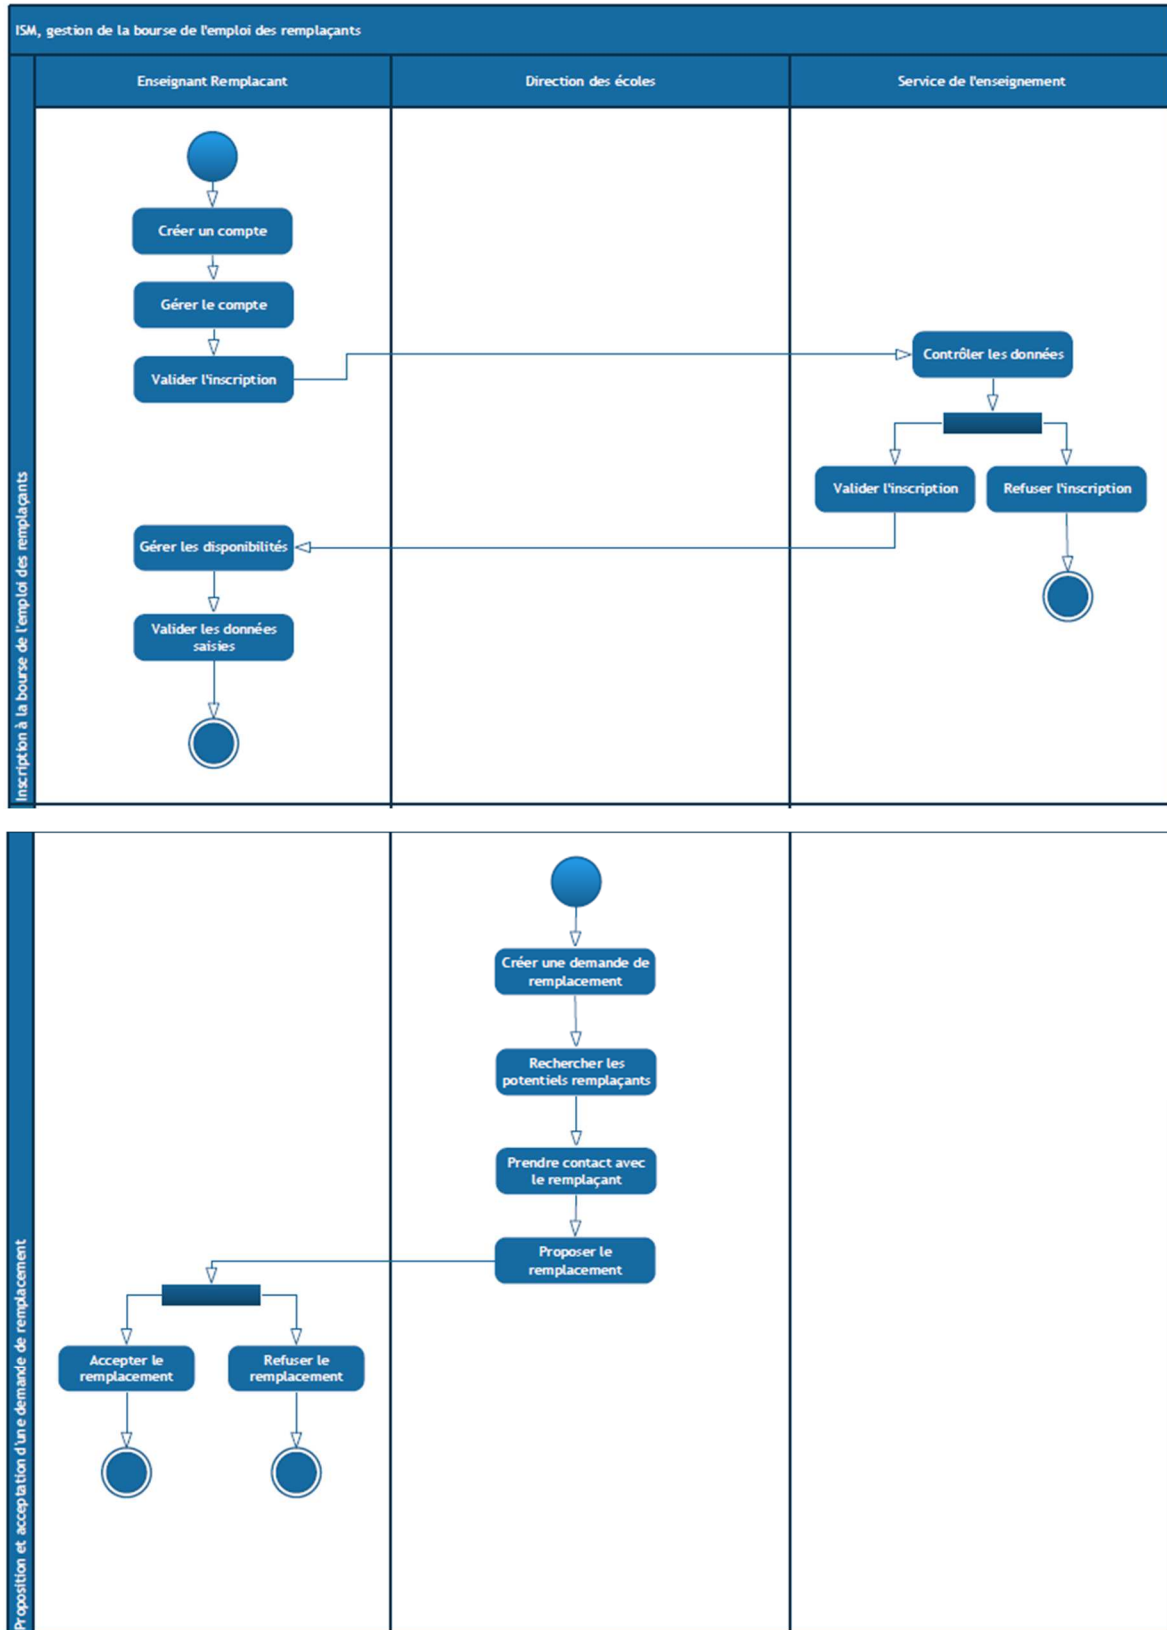 ISM, gestion de la bourse de l'emploi des remplaçants
Enseignant Remplacant
Direction des écoles
Service de l'enseignement
Inscription à la bourse de l'emploi des remplaçants
Créer un compte
Gérer le compte
Valider l'inscription
Contrôler les données
Valider l'inscription
Refuser l'inscription
Gérer les disponibilités
Valider les données
saisies
Proposition et acceptation d'une demande de remplacement
Créer une demande de
remplacement
Rechercher les
potentiels remplaçants
Prendre contact avec
le remplaçant
Proposer le
remplacement
Accepter le
remplacement
Refuser le
remplacement